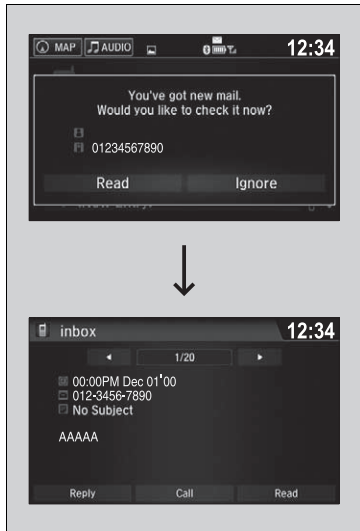 MAP AUDIO 12:34
You've got new mail.
Would you like to check it now?
01234567890
Read Ignore
inbox 12:34
1/20
00:00PM Dec 01'00
012-3456-7890
No Subject
AAAAA
Reply Call Read